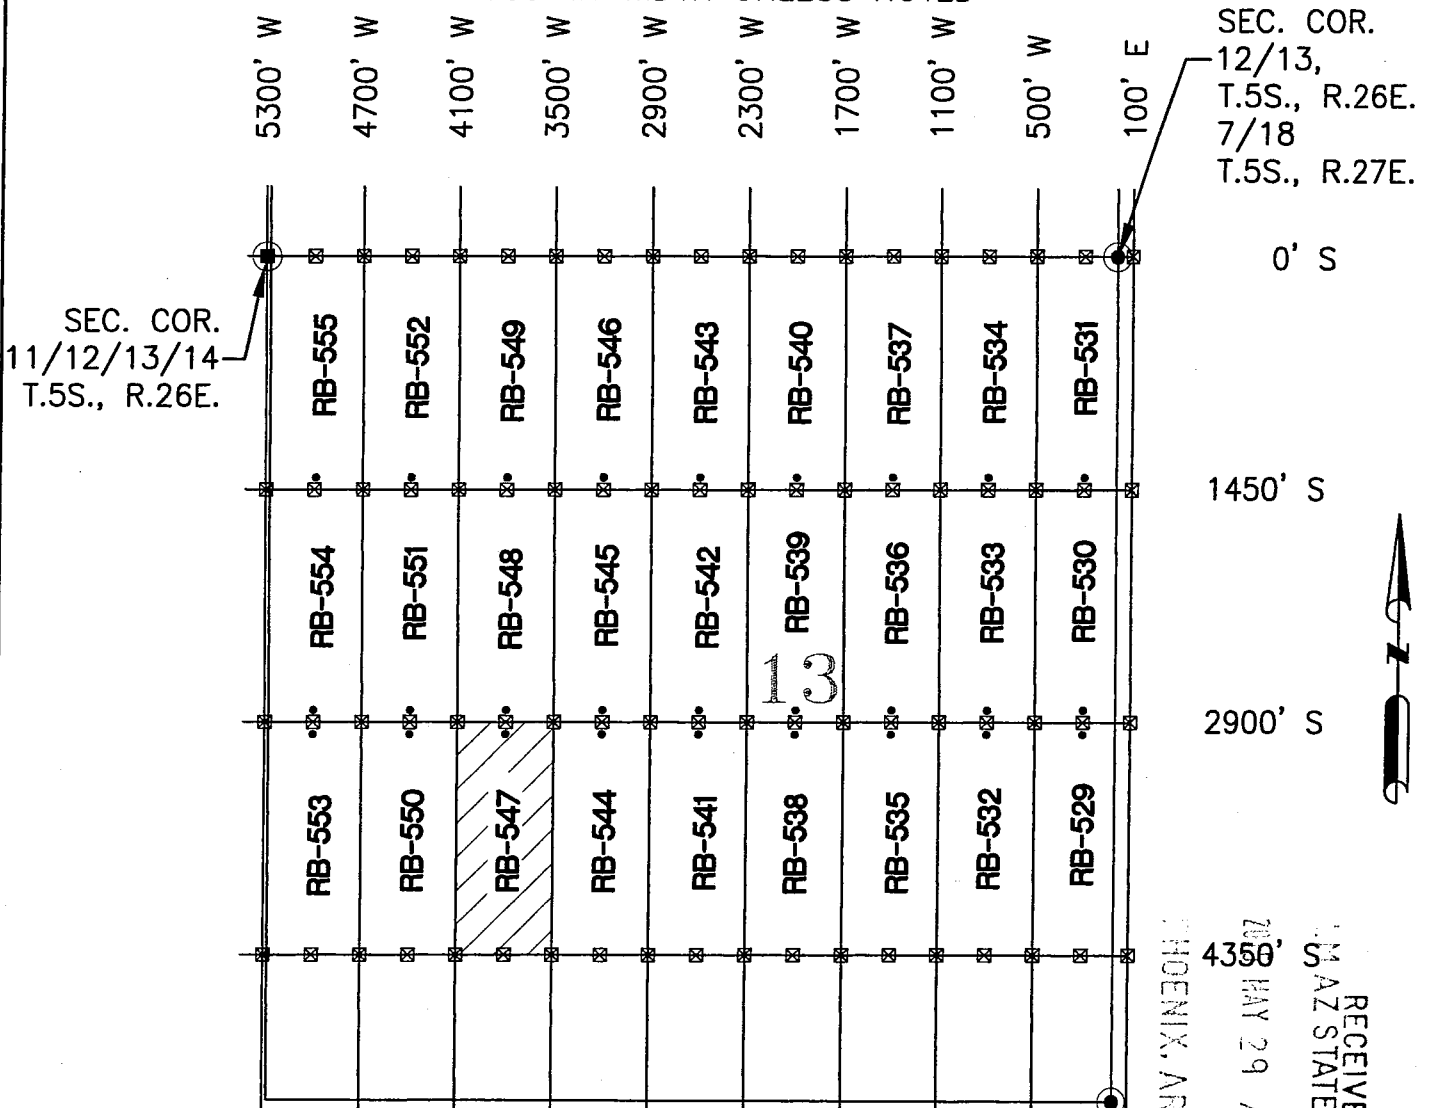 5300' W
4700' W
4100' W
3500' W
2900' W
2300' W
1700' W
1100' W
500' W
100' E
SEC. COR.
12/13,
T.5S., R.26E.
7/18
T.5S., R.27E.
0' S
SEC. COR.
11/12/13/14
T.5S., R.26E.
RB-555
RB-552
RB-549
RB-546
RB-543
RB-540
RB-537
RB-534
RB-531
1450' S
RB-554
RB-551
RB-548
RB-545
RB-542
RB-539
RB-536
RB-533
RB-530
13
N
2900' S
RB-553
RB-550
RB-547
RB-544
RB-541
RB-538
RB-535
RB-532
RB-529
4350' S
RECEIVE
AZ STATE
MAY 29
PHOENIX, AR